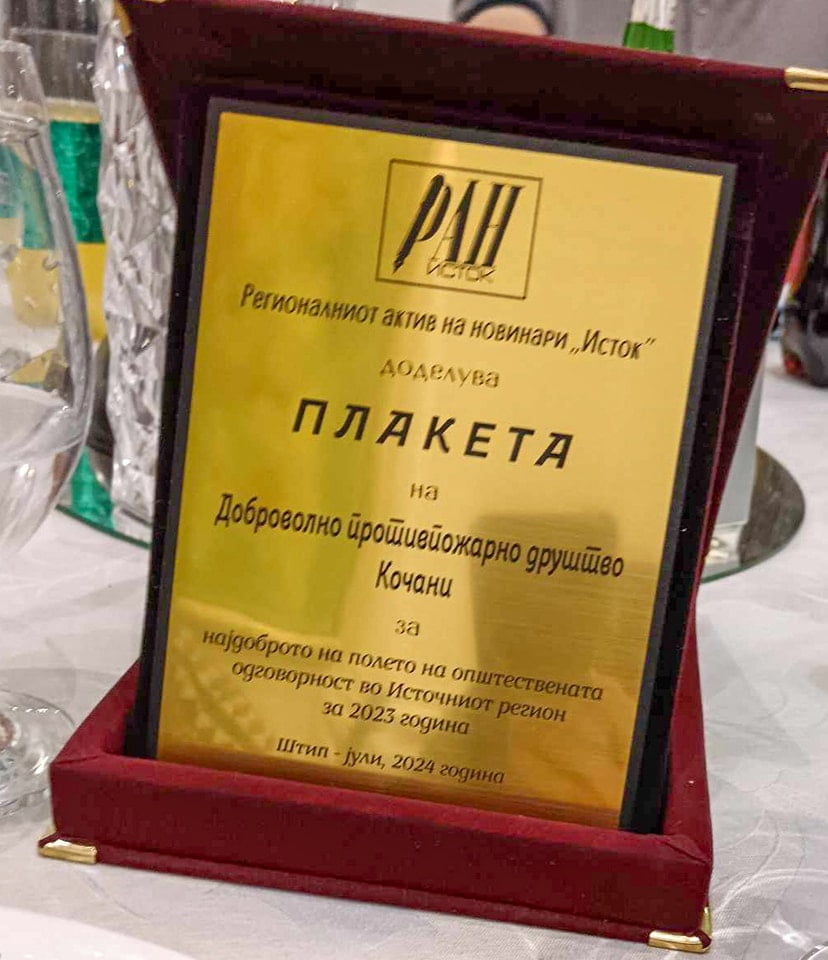 РАН
ИСТОК
Регионалниот актив на новинари „Исток”
доделува
ПЛАКЕТА
на
Доброволно противпожарно друштво
Кочани
за
најдоброто на полето на општествената
одговорност во Источниот регион
за 2023 година
Штип - јули, 2024 година